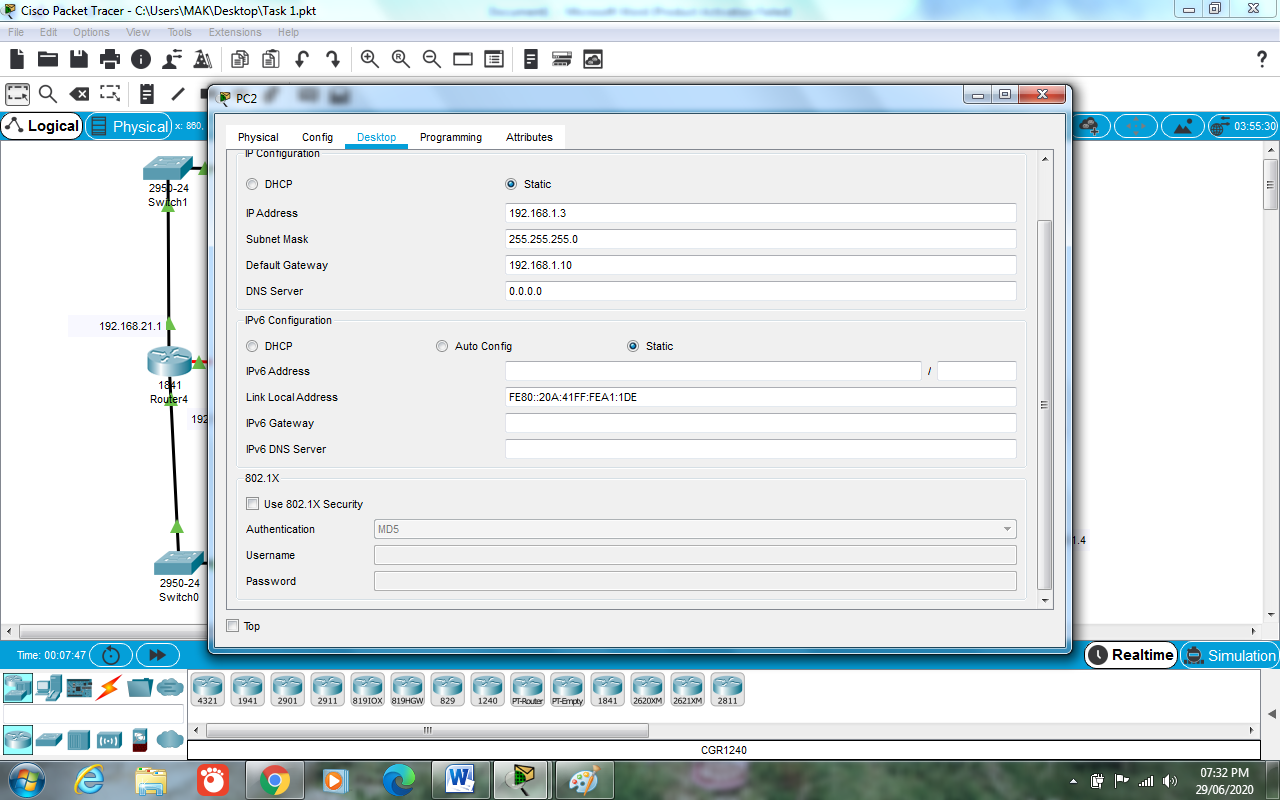 Cisco Packet Tracer - C:\Users\MAK\Desktop\Task 1.pkt
File Edit Options View Tools Extensions Help
?
PC2
Logical Physical x: 860, 03:55:30
Physical Config Desktop Programming Attributes
IP Configuration
DHCP Static
IP Address 192.168.1.3
Subnet Mask 255.255.255.0
Default Gateway 192.168.1.10
DNS Server 0.0.0.0
IPv6 Configuration
DHCP Auto Config Static
IPv6 Address /
Link Local Address FE80::20A:41FF:FEA1:1DE
IPv6 Gateway
IPv6 DNS Server
802.1X
Use 802.1X Security
Authentication MD5
Username
Password
Top
2950-24
Switch1
192.168.21.1
1841
Router4
192
2950-24
Switch0
1.4
Time: 00:07:47 Realtime Simulation
4321 1941 2901 2911 819IOX 819HGW 829 1240 PT-Router PT-Empty 1841 2620XM 2621XM 2811
CGR1240
07:32 PM
29/06/2020